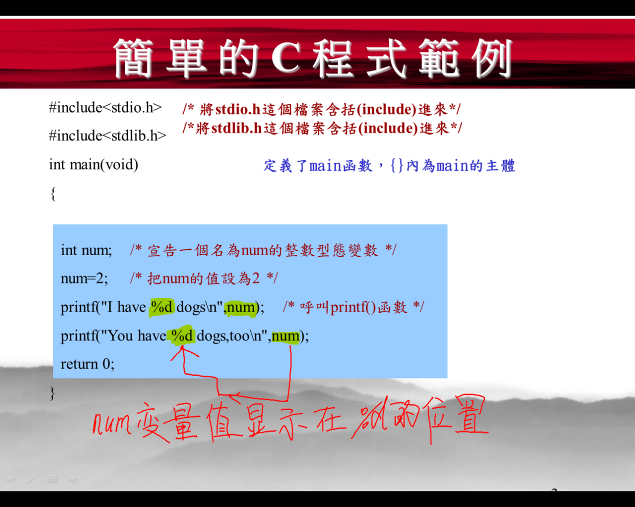 簡單的C程式範例
#include<stdio.h> /* 將stdio.h這個檔案含括(include)進來*/
#include<stdlib.h> /*將stdlib.h這個檔案含括(include)進來*/
int main(void) 定義了main函數，{}內為main的主體
{
int num; /* 宣告一個名為num的整數型態變數 */
num=2; /* 把num的值設為2 */
printf("I have %d dogs\n",num); /* 呼叫printf()函數 */
printf("You have %d dogs,too\n",num);
return 0;
}
num变量值显示在 %d的位置